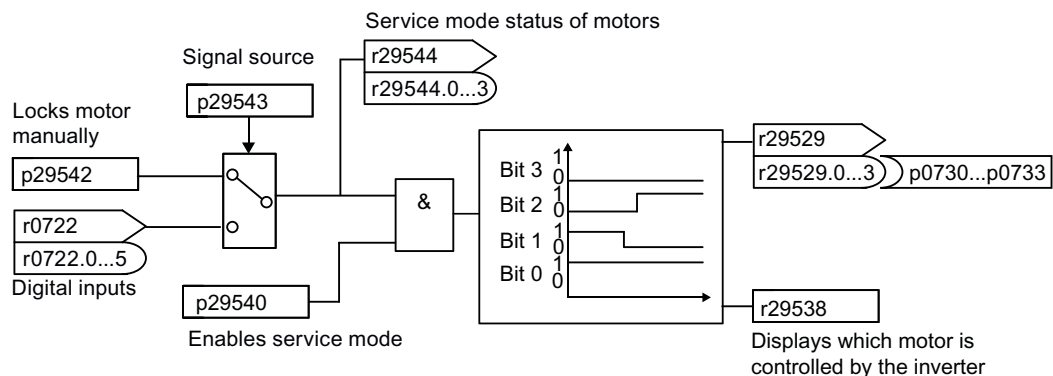 Service mode status of motors
r29544
r29544.0...3
Signal source
p29543
Locks motor
manually
p29542
r0722
r0722.0...5
Digital inputs
p29540
Enables service mode
&
Bit 3 1
0
Bit 2 1
0
Bit 1 1
0
Bit 0 1
0
r29529
r29529.0...3
p0730...p0733
r29538
Displays which motor is
controlled by the inverter